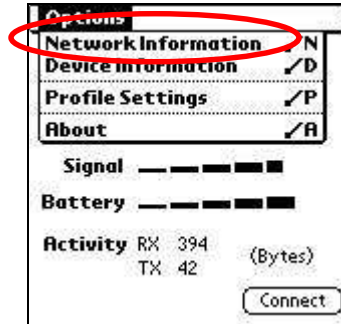 Options
Network Information /N
Device Information /D
Profile Settings /P
About /A
Signal
Battery
Activity RX 394
TX 42
(Bytes)
Connect